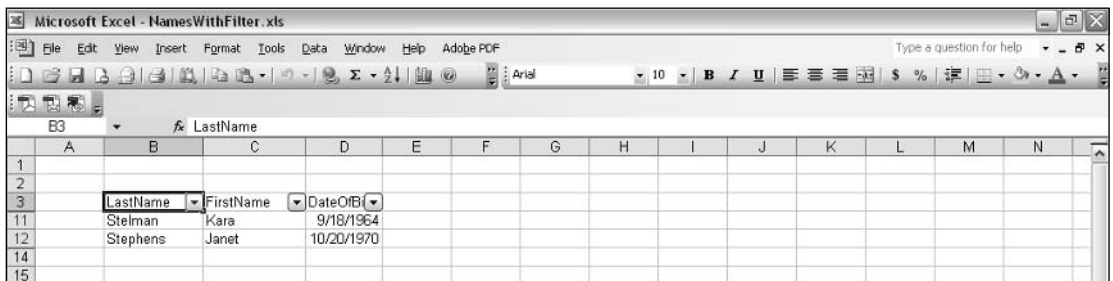 Microsoft Excel - NamesWithFilter.xls
File Edit View Insert Format Tools Data Window Help Adobe PDF Type a question for help
Arial 10 B I U $ %
B3 fx LastName
A B C D E F G H I J K L M N
1
2
3 LastName FirstName DateOfBi
11 Stelman Kara 9/18/1964
12 Stephens Janet 10/20/1970
14
15